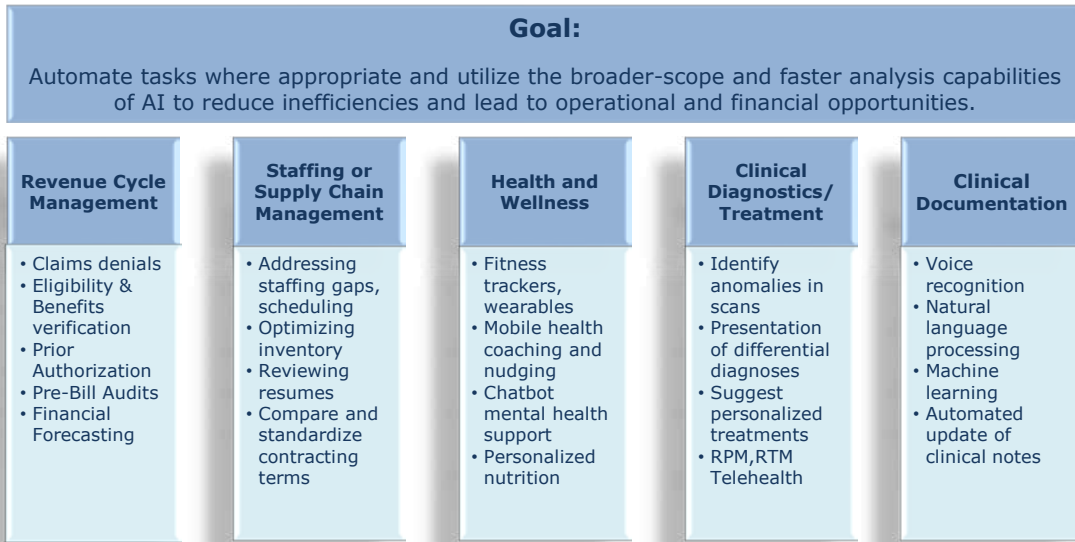 Goal:
Automate tasks where appropriate and utilize the broader-scope and faster analysis capabilities
of AI to reduce inefficiencies and lead to operational and financial opportunities.
Revenue Cycle
Management
• Claims denials
• Eligibility &
Benefits
verification
• Prior
Authorization
• Pre-Bill Audits
• Financial
Forecasting
Staffing or
Supply Chain
Management
• Addressing
staffing gaps,
scheduling
• Optimizing
inventory
• Reviewing
resumes
• Compare and
standardize
contracting
terms
Health and
Wellness
• Fitness
trackers,
wearables
• Mobile health
coaching and
nudging
• Chatbot
mental health
support
• Personalized
nutrition
Clinical
Diagnostics/
Treatment
• Identify
anomalies in
scans
• Presentation
of differential
diagnoses
• Suggest
personalized
treatments
• RPM,RTM
Telehealth
Clinical
Documentation
• Voice
recognition
• Natural
language
processing
• Machine
learning
• Automated
update of
clinical notes